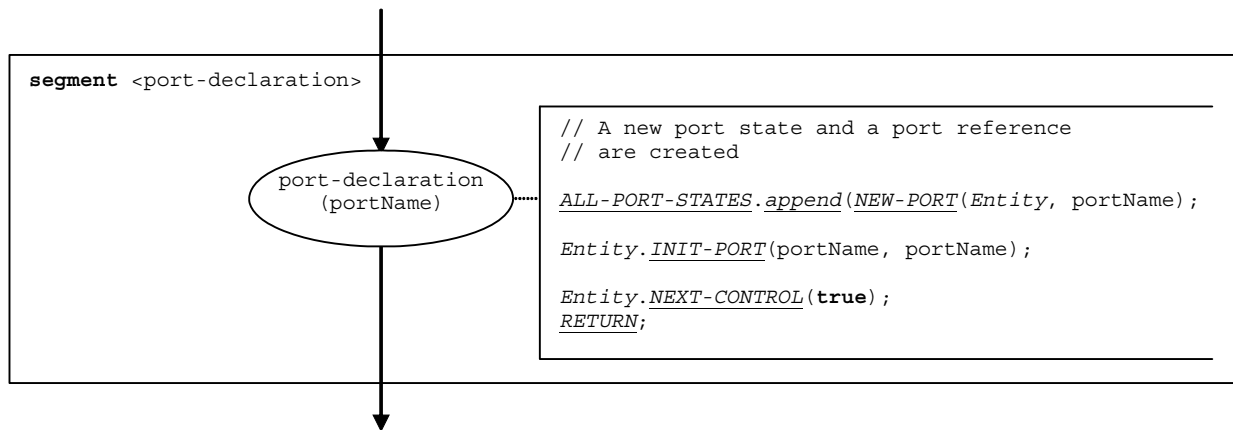 segment <port-declaration>
port-declaration
(portName)
// A new port state and a port reference
// are created
ALL-PORT-STATES.append(NEW-PORT(Entity, portName);
Entity.INIT-PORT(portName, portName);
Entity.NEXT-CONTROL(true);
RETURN;